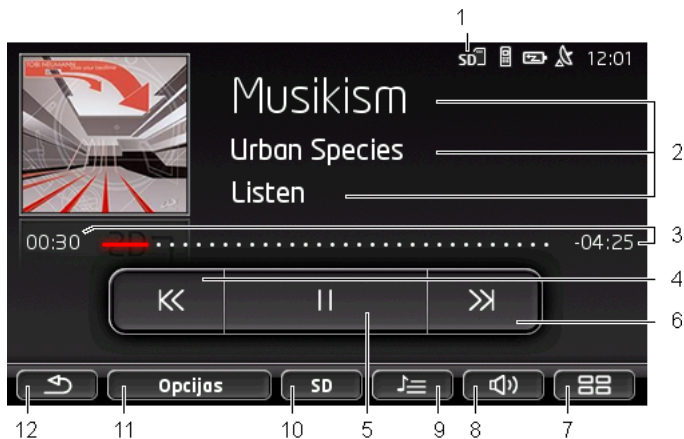 1
SD 12:01
TOBI NEUMANN
Musikism
Urban Species
Listen
2
00:30 -04:25
3
4
6
Opcijas SD
12 11 10 5 9 8 7